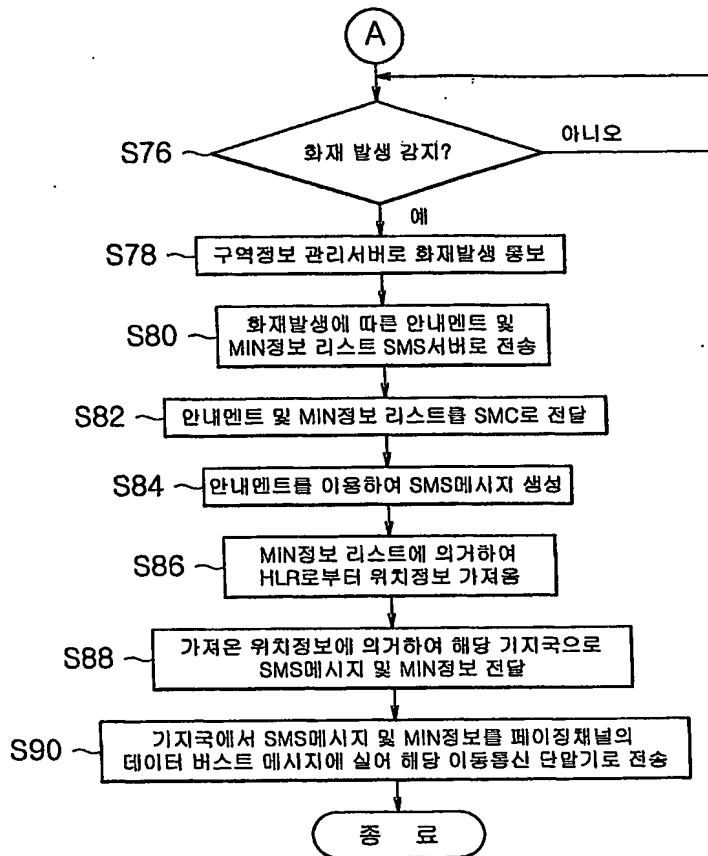 A
S76
화재 발생 감지?
아니오
예
S78
구역정보 관리서버로 화재발생 통보
S80
화재발생에 따른 안내멘트 및
MIN정보 리스트 SMS서버로 전송
S82
안내멘트 및 MIN정보 리스트를 SMC로 전달
S84
안내멘트를 이용하여 SMS메시지 생성
S86
MIN정보 리스트에 의거하여
HLR로부터 위치정보 가져옴
S88
가져온 위치정보에 의거하여 해당 기지국으로
SMS메시지 및 MIN정보 전달
S90
기지국에서 SMS메시지 및 MIN정보를 페이징채널의
데이터 버스트 메시지에 실어 해당 이동통신 단말기로 전송
종 료